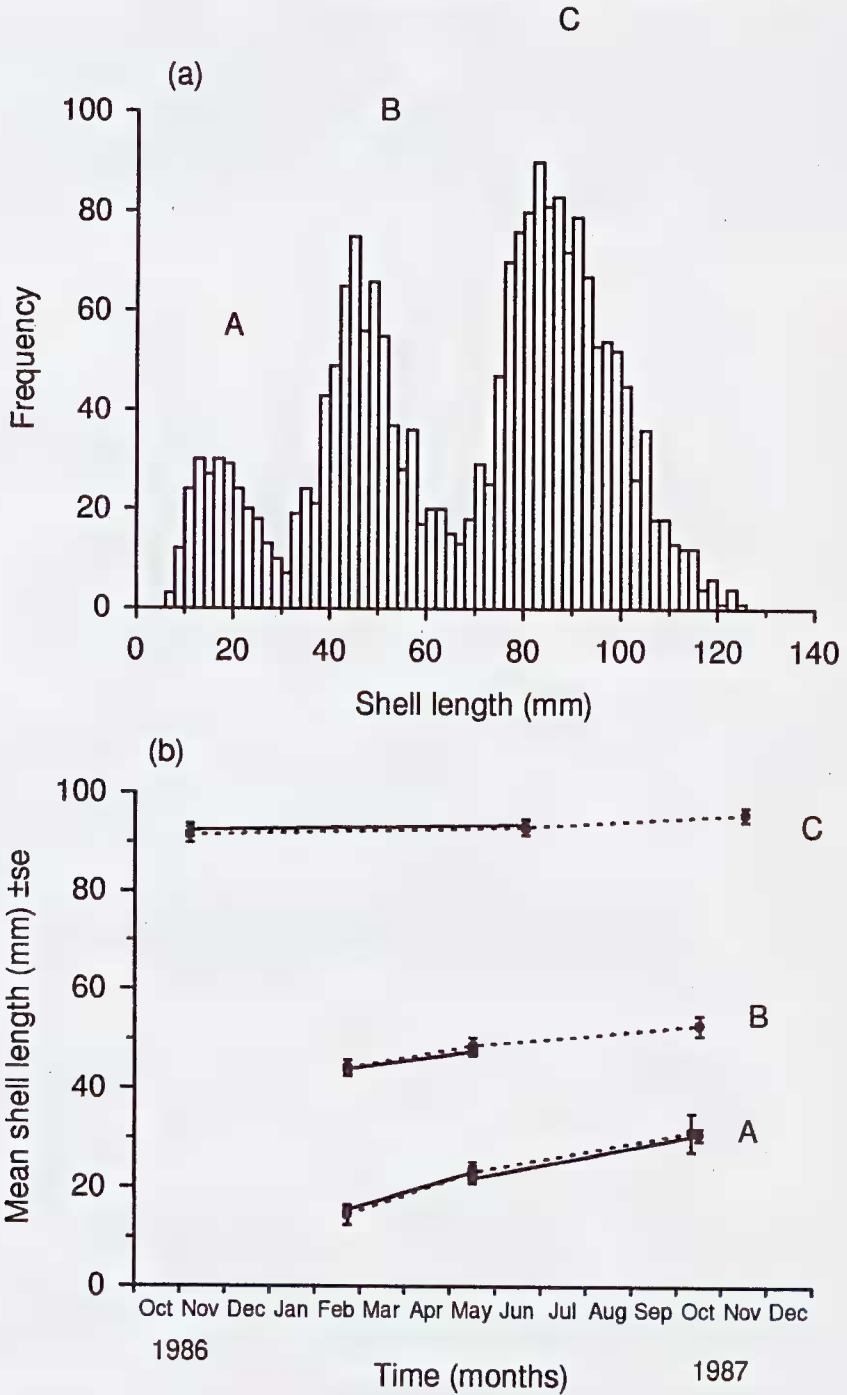 C
(a)
B
A
100
80
60
40
20
0
Frequency
0 20 40 60 80 100 120 140
Shell length (mm)
(b)
100
80
60
40
20
0
Mean shell length (mm) ±se
C
B
A
Oct Nov Dec Jan Feb Mar Apr May Jun Jul Aug Sep Oct Nov Dec
1986 1987
Time (months)